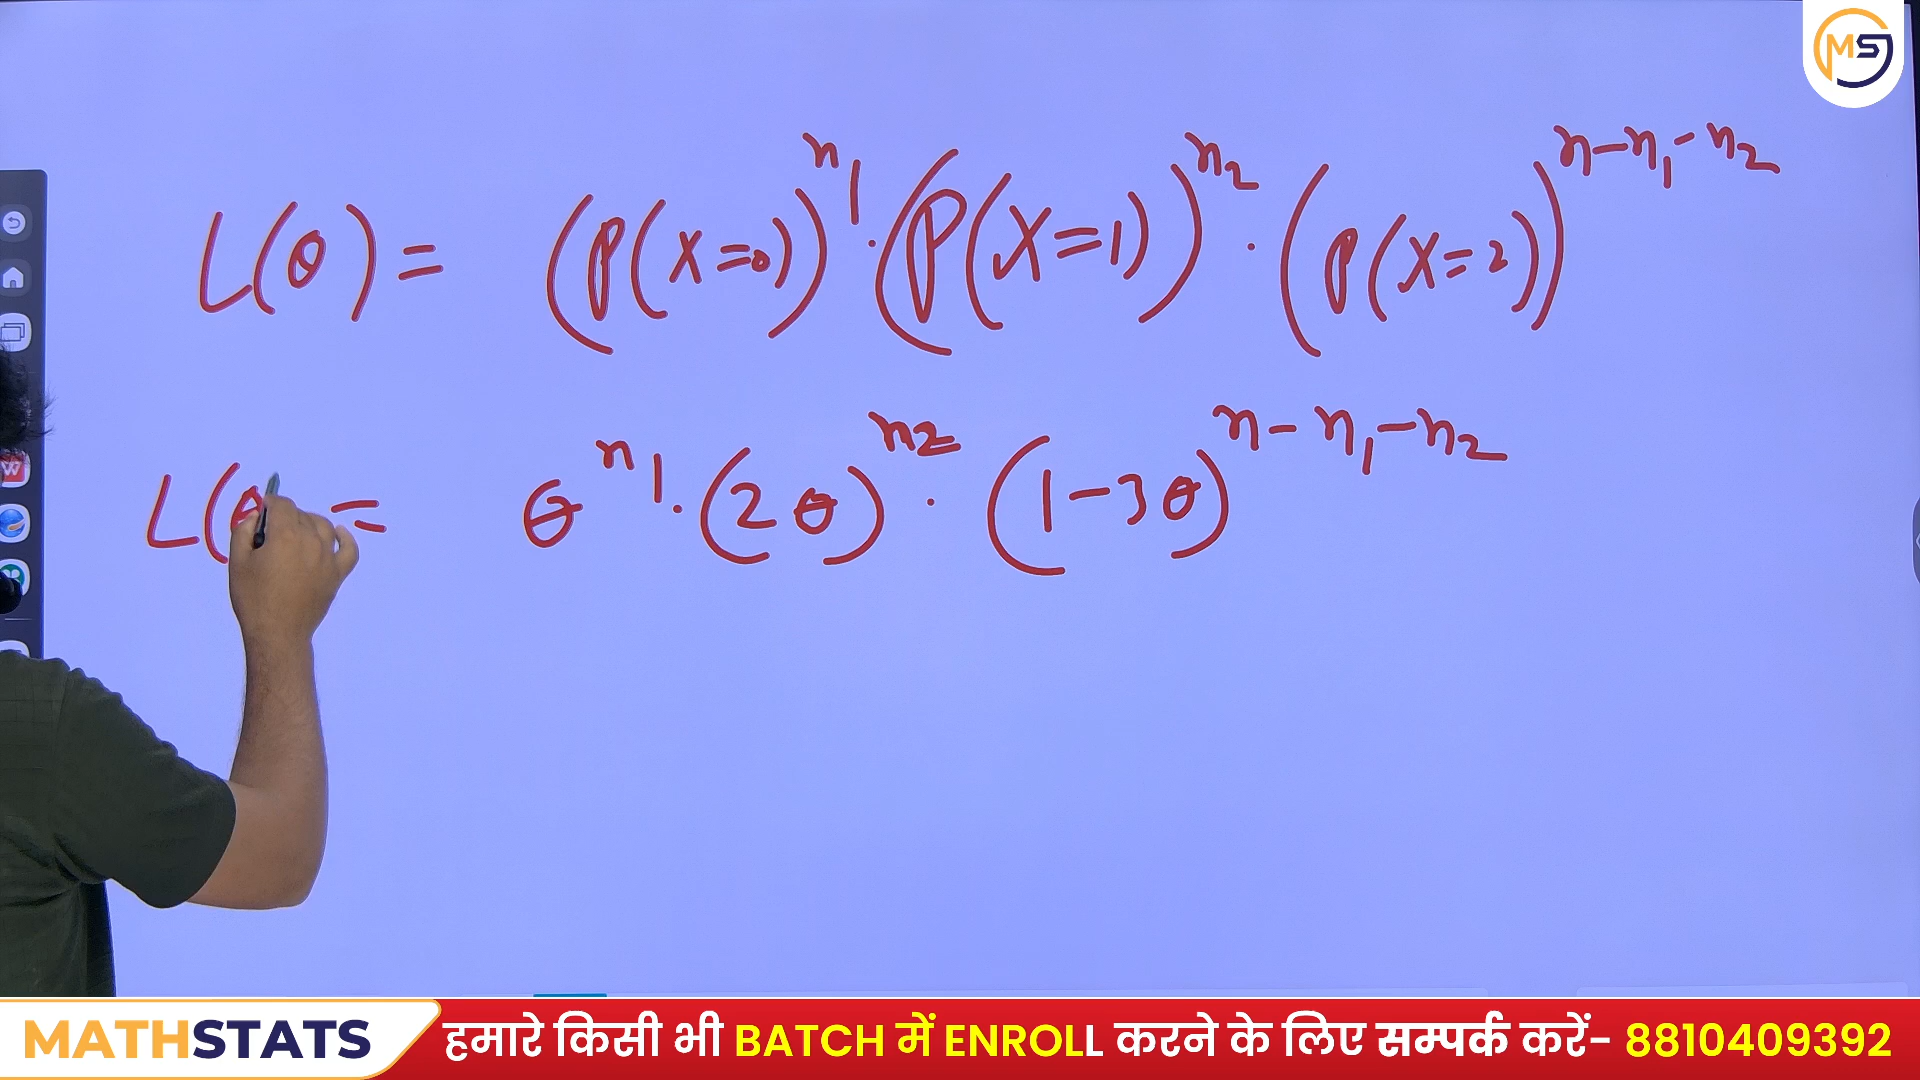 MS
L(θ) = (P(X=0))^n1 . (P(X=1))^n2 . (P(X=2))^n-n1-n2
L(θ = θ^n1 . (2θ)^n2 . (1-3θ)^n-n1-n2
W
MATHSTATS हमारे किसी भी BATCH में ENROLL करने के लिए सम्पर्क करें- 8810409392